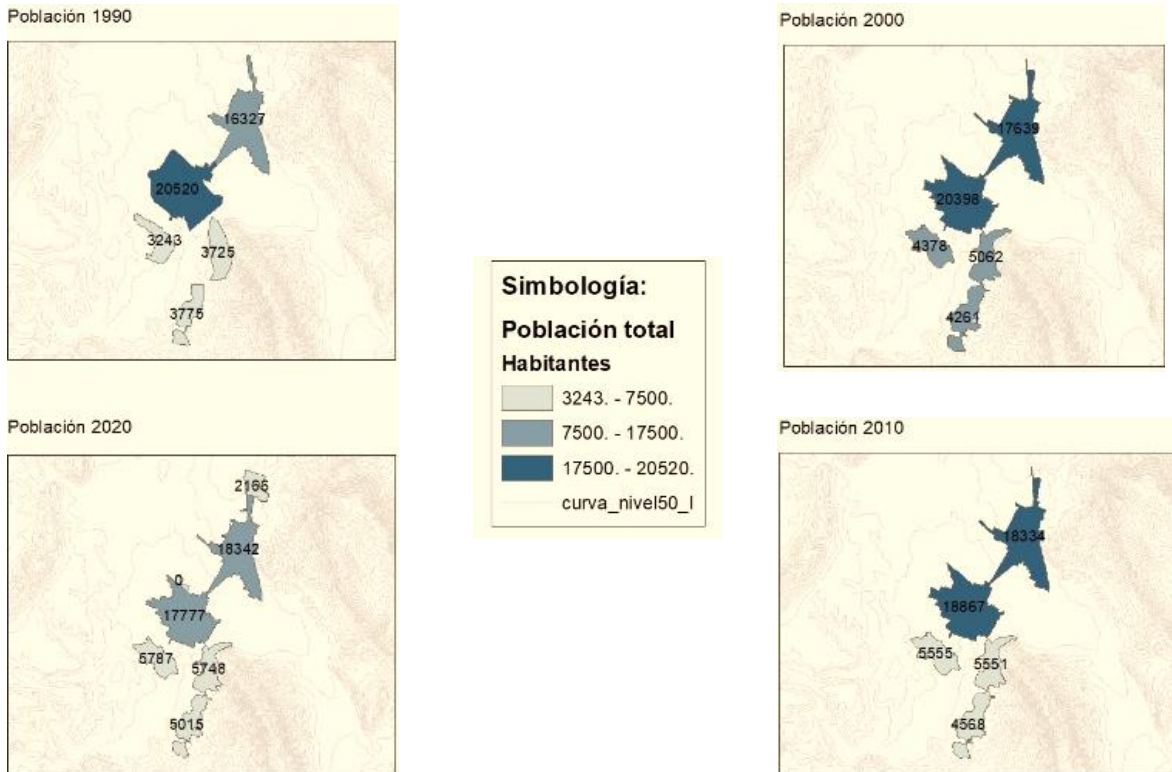 Población 1990
16327
20520
3243
3725
3775
Población 2000
17639
20398
4378
5062
4261
Simbología:
Población total
Habitantes
3243. - 7500.
7500. - 17500.
17500. - 20520.
curva_nivel50_l
Población 2020
2166
18342
0
17777
5787
5748
5015
Población 2010
18334
18867
5555
5551
4568